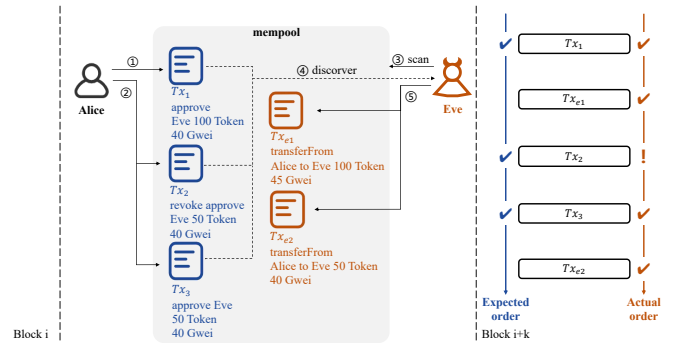 mempool
①
②
③ scan
④ discorver
⑤
Alice
Eve
Tx1
approve
Eve 100 Token
40 Gwei
Tx2
revoke approve
Eve 50 Token
40 Gwei
Tx3
approve Eve
50 Token
40 Gwei
Txe1
transferFrom
Alice to Eve 100 Token
45 Gwei
Txe2
transferFrom
Alice to Eve 50 Token
40 Gwei
Block i
✔ Tx1 ✔
Txe1 ✔
✔ Tx2 !
✔ Tx3 ✔
Txe2 ✔
Expected
order
Actual
order
Block i+k